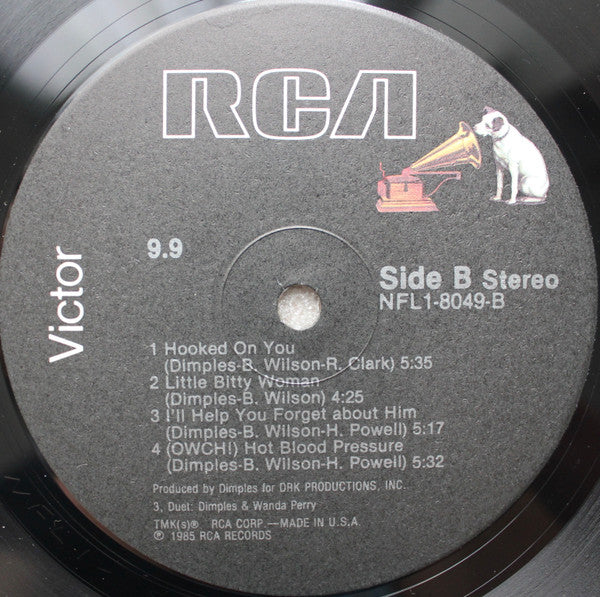 RCA
Victor
9.9
Side B Stereo
NFL1-8049-B
1 Hooked On You
(Dimples-B. Wilson-R. Clark) 5:35
2 Little Bitty Woman
(Dimples-B. Wilson) 4:25
3 I'll Help You Forget about Him
(Dimples-B. Wilson-H. Powell) 5:17
4 (OWCH!) Hot Blood Pressure
(Dimples-B. Wilson-H. Powell) 5:32
Produced by Dimples for DRK PRODUCTIONS, INC.
3, Duet: Dimples & Wanda Perry
TMK(s)® RCA CORP.—MADE IN U.S.A.
℗ 1985 RCA RECORDS